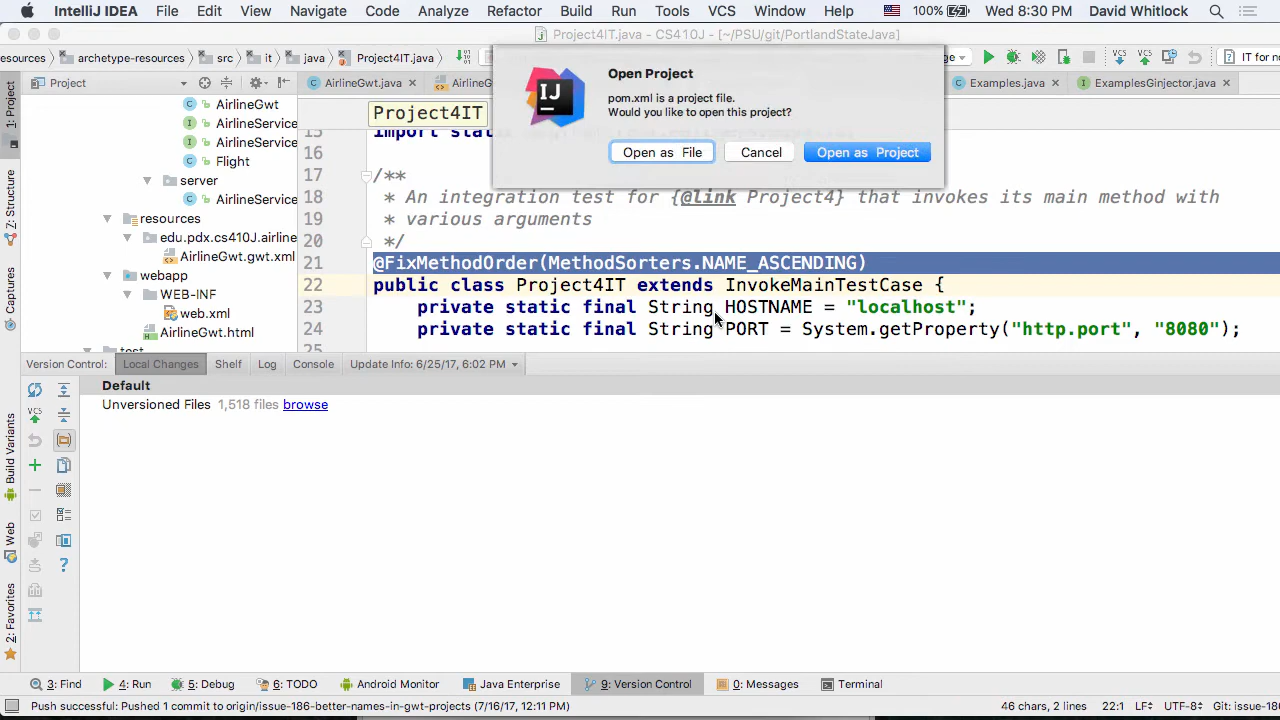 IntelliJ IDEA File Edit View Navigate Code Analyze Refactor Build Run Tools VCS Window Help 100% Wed 8:30 PM David Whitlock
Project4IT.java - CS410J - [~/PSU/git/PortlandStateJava]
esources archetype-resources src it java Project4IT.java IT for no
Project AirlineGwt.java Examples.java ExamplesGinjector.java
Open Project
pom.xml is a project file.
Would you like to open this project?
Open as File Cancel Open as Project
IJ
1: Project
Z: Structure
Captures
Build Variants
Web
2: Favorites
AirlineGwt
AirlineService
AirlineService
Flight
server
AirlineService
resources
edu.pdx.cs410J.airline
AirlineGwt.gwt.xml
webapp
WEB-INF
web.xml
AirlineGwt.html
test
Project4IT
15 import
16
17 /**
18 * An integration test for {@link Project4} that invokes its main method with
19 * various arguments
20 */
21 @FixMethodOrder(MethodSorters.NAME_ASCENDING)
22 public class Project4IT extends InvokeMainTestCase {
23 private static final String HOSTNAME = "localhost";
24 private static final String PORT = System.getProperty("http.port", "8080");
25
Version Control: Local Changes Shelf Log Console Update Info: 6/25/17, 6:02 PM
Default
Unversioned Files 1,518 files browse
3: Find 4: Run 5: Debug 6: TODO Android Monitor Java Enterprise 9: Version Control 0: Messages Terminal
Push successful: Pushed 1 commit to origin/issue-186-better-names-in-gwt-projects (7/16/17, 12:11 PM) 46 chars, 2 lines 22:1 LF÷ UTF-8÷ Git: issue-18